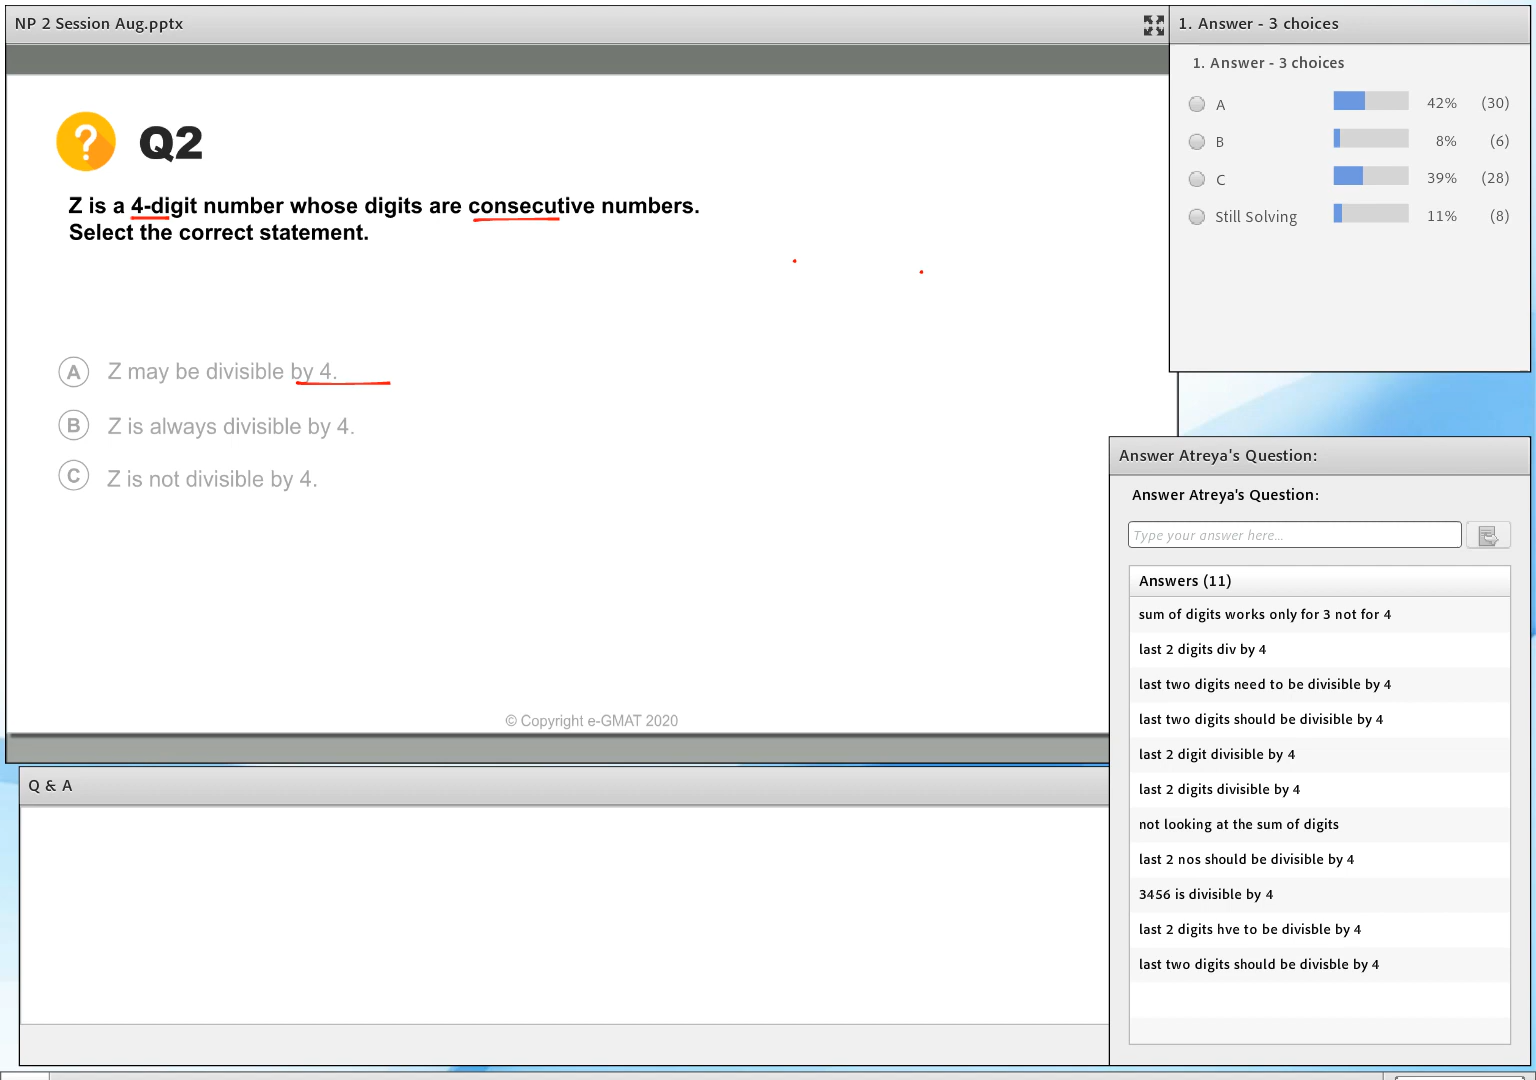 NP 2 Session Aug.pptx
? Q2
Z is a 4-digit number whose digits are consecutive numbers.
Select the correct statement.
A Z may be divisible by 4.
B Z is always divisible by 4.
C Z is not divisible by 4.
© Copyright e-GMAT 2020
1. Answer - 3 choices
1. Answer - 3 choices
A 42% (30)
B 8% (6)
C 39% (28)
Still Solving 11% (8)
Answer Atreya's Question:
Answer Atreya's Question:
Type your answer here...
Answers (11)
sum of digits works only for 3 not for 4
last 2 digits div by 4
last two digits need to be divisible by 4
last two digits should be divisible by 4
last 2 digit divisible by 4
last 2 digits divisible by 4
not looking at the sum of digits
last 2 nos should be divisible by 4
3456 is divisible by 4
last 2 digits hve to be divisble by 4
last two digits should be divisble by 4
Q & A